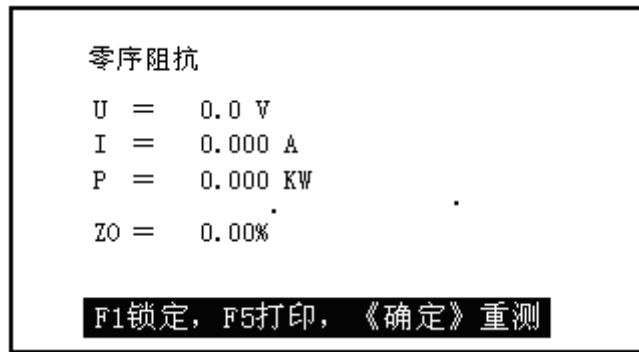 零序阻抗
U = 0.0 V
I = 0.000 A
P = 0.000 KW
ZO = 0.00%
F1锁定, F5打印, 《确定》重测